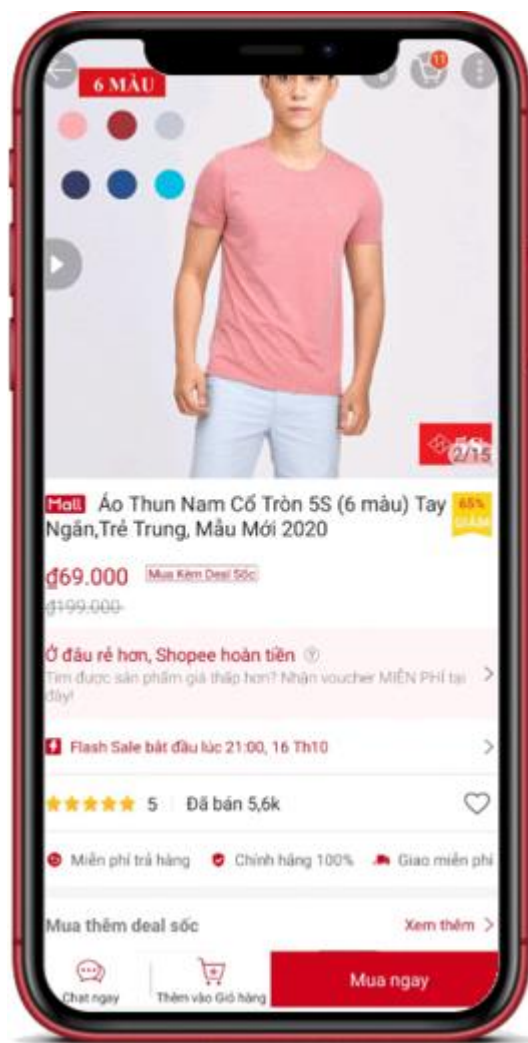 6 MÀU
11
5S
2/15
Mall Áo Thun Nam Cổ Tròn 5S (6 màu) Tay
Ngắn,Trẻ Trung, Mẫu Mới 2020
65%
GIẢM
₫69.000 Mua Kèm Deal Sốc
₫199.000
Ở đâu rẻ hơn, Shopee hoàn tiền ?
Tìm được sản phẩm giá thấp hơn? Nhận voucher MIỄN PHÍ tại
đây!
Flash Sale bắt đầu lúc 21:00, 16 Th10
5 Đã bán 5,6k
Miễn phí trả hàng Chính hãng 100% Giao miễn phí
Mua thêm deal sốc Xem thêm >
Chat ngay Thêm vào Giỏ hàng Mua ngay